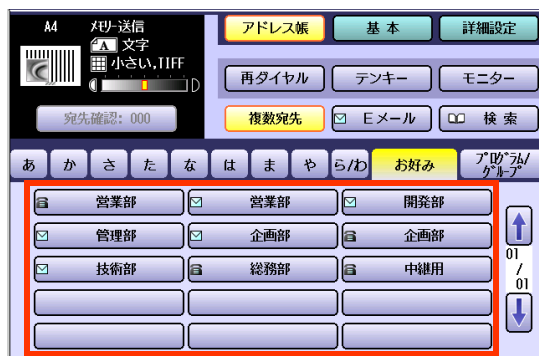 A4 メモリー送信
A 文字
小さい,TIFF
D
宛先確認: 000
アドレス帳 基本 詳細設定
再ダイヤル テンキー モニター
複数宛先 Eメール 検索
あ か さ た な は ま や ら/わ お好み プログラム/グループ
営業部 営業部 開発部
管理部 企画部 企画部
技術部 総務部 中継用
01
/
01